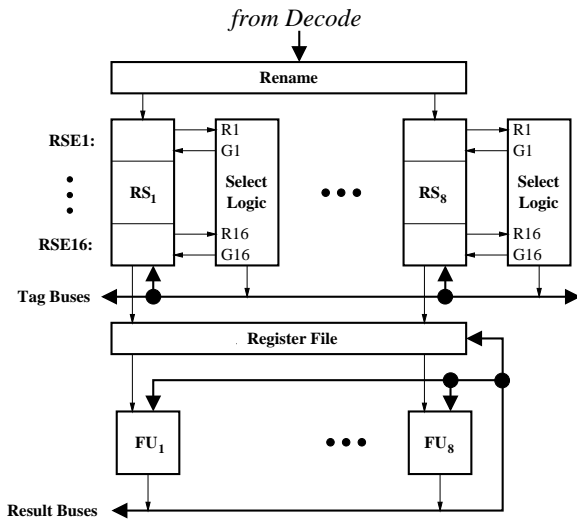 from Decode
Rename
RSE1:
R1
R1
G1
G1
RS1
Select
Logic
RS8
Select
Logic
RSE16:
R16
R16
G16
G16
Tag Buses
Register File
FU1
FU8
Result Buses